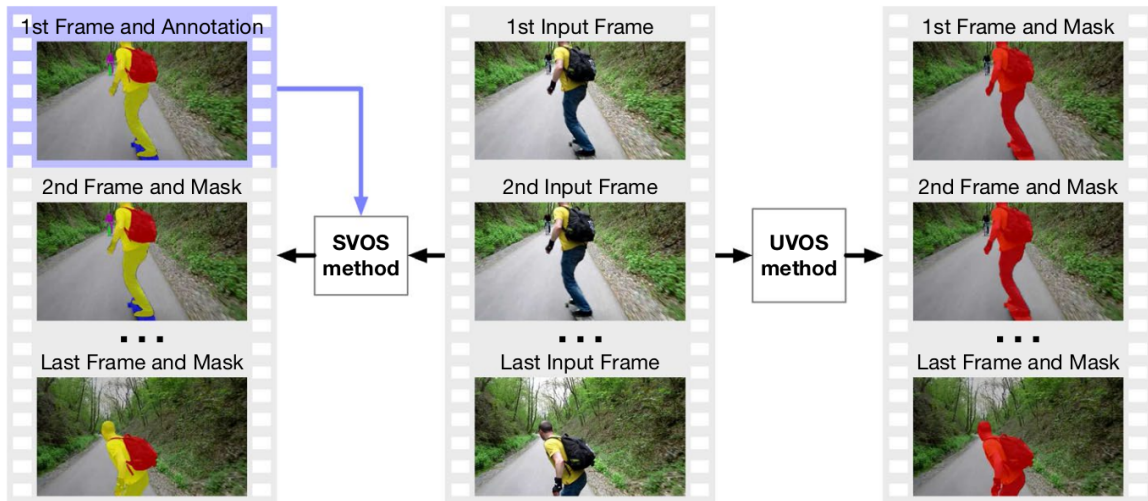 1st Frame and Annotation
1st Input Frame
1st Frame and Mask
2nd Frame and Mask
2nd Input Frame
2nd Frame and Mask
SVOS
method
UVOS
method
...
...
...
Last Frame and Mask
Last Input Frame
Last Frame and Mask